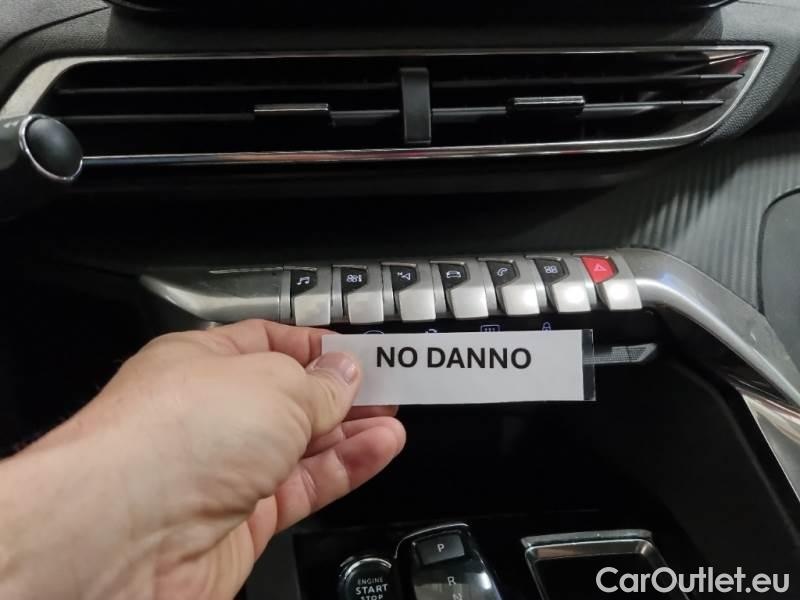 NO DANNO
ENGINE
START
STOP
P
R
N
CarOutlet.eu